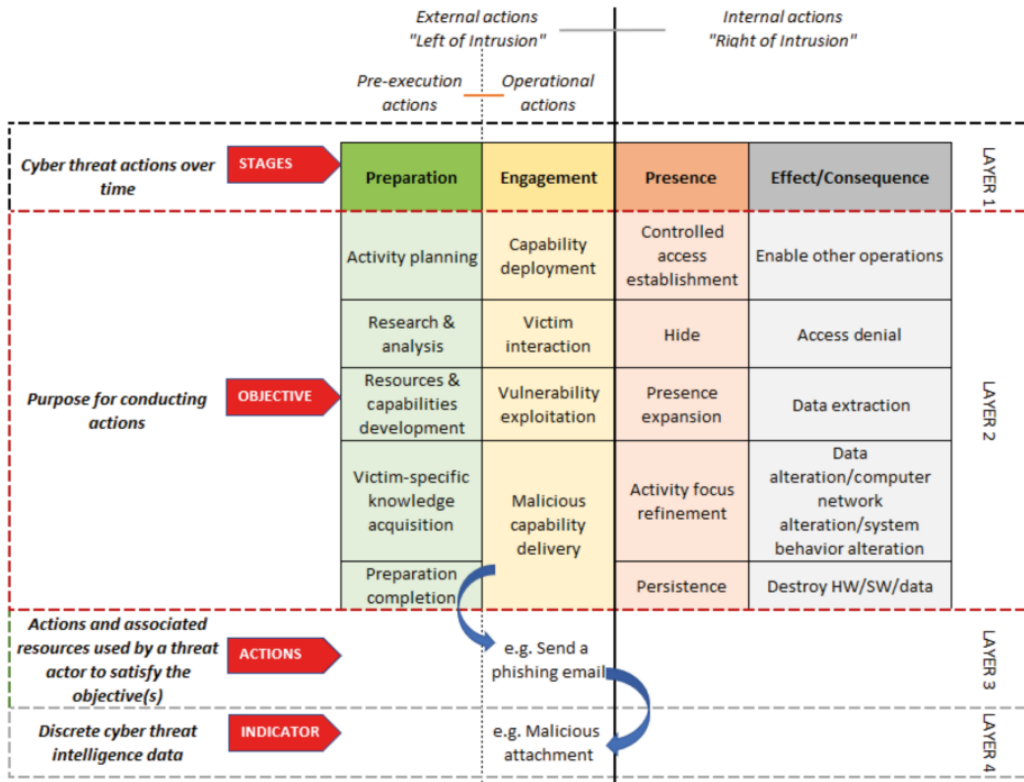 External actions
"Left of Intrusion"
Internal actions
"Right of Intrusion"
Pre-execution
actions
Operational
actions
Cyber threat actions over
time
STAGES
Preparation
Engagement
Presence
Effect/Consequence
LAYER 1
Activity planning
Capability
deployment
Controlled
access
establishment
Enable other operations
Research &
analysis
Victim
interaction
Hide
Access denial
Purpose for conducting
actions
OBJECTIVE
Resources &
capabilities
development
Vulnerability
exploitation
Presence
expansion
Data extraction
LAYER 2
Victim-specific
knowledge
acquisition
Malicious
capability
delivery
Activity focus
refinement
Data
alteration/computer
network
alteration/system
behavior alteration
Preparation
completion
Persistence
Destroy HW/SW/data
Actions and associated
resources used by a threat
actor to satisfy the
objective(s)
ACTIONS
e.g. Send a
phishing email
LAYER 3
Discrete cyber threat
intelligence data
INDICATOR
e.g. Malicious
attachment
LAYER 4